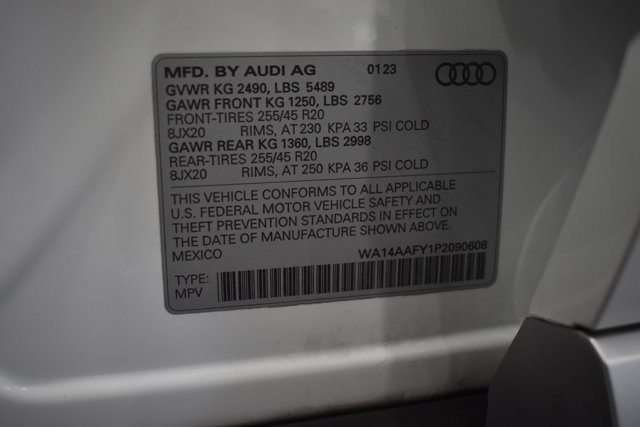 MFD. BY AUDI AG 01 23
GVWR KG 2490, LBS 5489
GAWR FRONT KG 1250, LBS 2756
FRONT-TIRES 255/45 R20
8JX20 RIMS, AT 230 KPA 33 PSI COLD
GAWR REAR KG 1360, LBS 2998
REAR-TIRES 255/45 R20
8JX20 RIMS, AT 250 KPA 36 PSI COLD
THIS VEHICLE CONFORMS TO ALL APPLICABLE
U.S. FEDERAL MOTOR VEHICLE SAFETY AND
THEFT PREVENTION STANDARDS IN EFFECT ON
THE DATE OF MANUFACTURE SHOWN ABOVE.
MEXICO WA14AAFY1P2090608
TYPE:
MPV